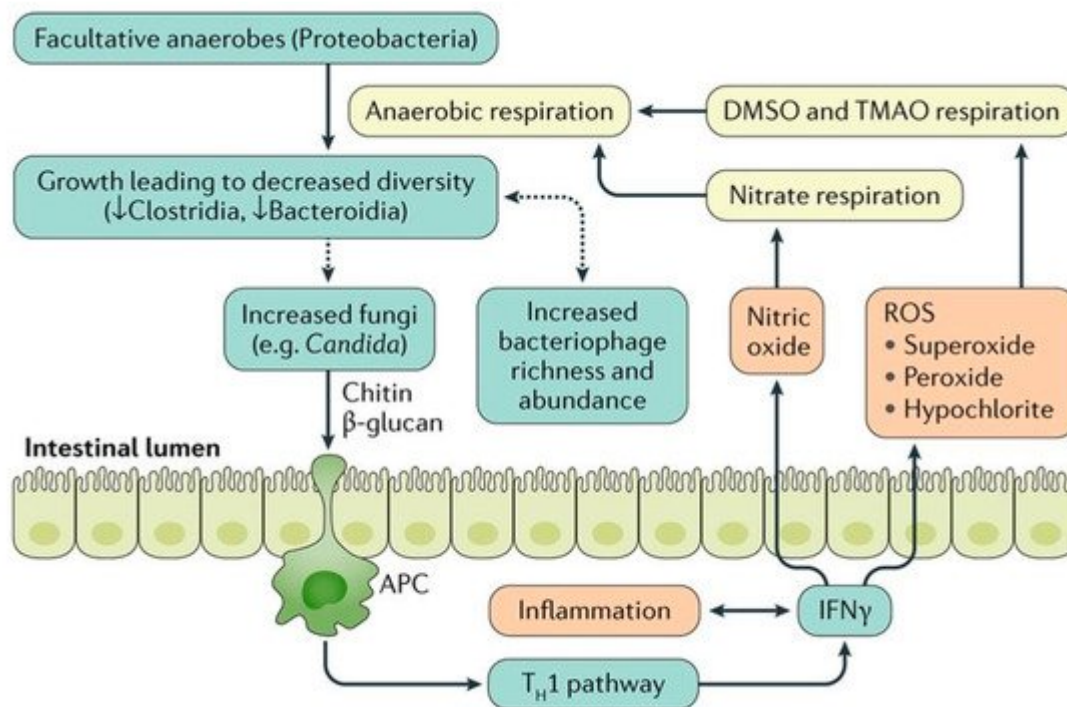 Facultative anaerobes (Proteobacteria)
Anaerobic respiration
DMSO and TMAO respiration
Growth leading to decreased diversity
(↓Clostridia, ↓Bacteroidia)
Nitrate respiration
Increased fungi
(e.g. Candida)
Increased
bacteriophage
richness and
abundance
Nitric
oxide
ROS
• Superoxide
• Peroxide
• Hypochlorite
Chitin
β-glucan
Intestinal lumen
APC
Inflammation
IFNγ
TH1 pathway